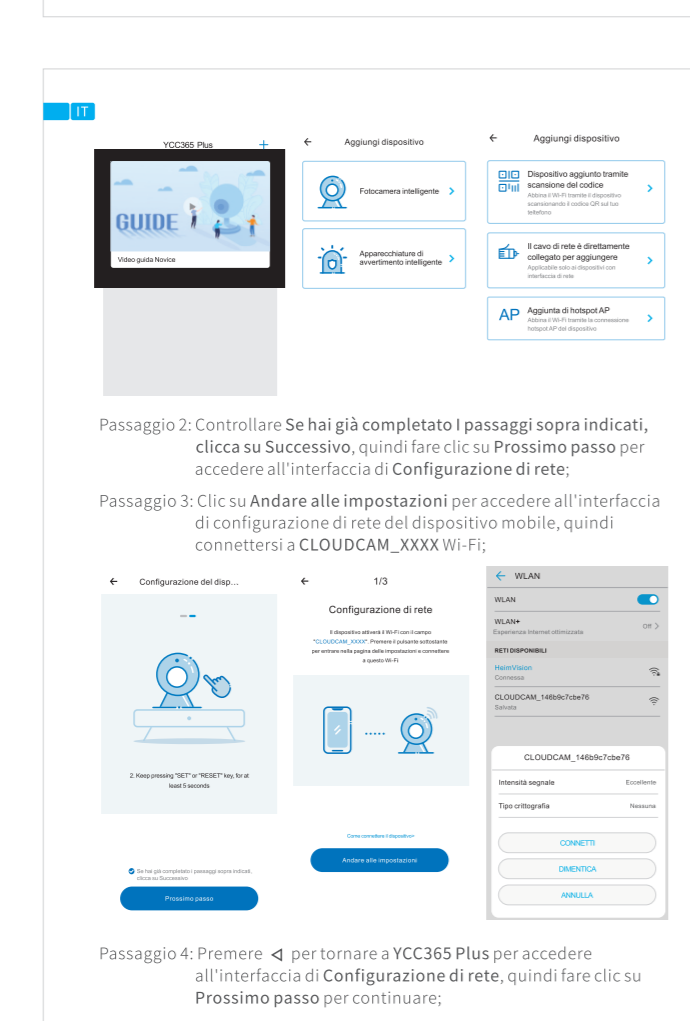 IT
YCC365 Plus +
GUIDE
Video guida Novice
Aggiungi dispositivo
Fotocamera intelligente
Apparecchiature di
avvertimento intelligente
Aggiungi dispositivo
Dispositivo aggiunto tramite
scansione del codice
Abbina il Wi-Fi tramite il dispositivo
scansionando il codice QR sul tuo
teltefono
Il cavo di rete è direttamente
collegato per aggiungere
Applicabile solo ai dispositivi con
interfaccia di rete
AP
Aggiunta di hotspot AP
Abbina il Wi-Fi tramite la connessione
hotspot AP del dispositivo
Passaggio 2: Controllare Se hai già completato I passaggi sopra indicati,
clicca su Successivo, quindi fare clic su Prossimo passo per
accedere all'interfaccia di Configurazione di rete;
Passaggio 3: Clic su Andare alle impostazioni per accedere all'interfaccia
di configurazione di rete del dispositivo mobile, quindi
connettersi a CLOUDCAM_XXXX Wi-Fi;
Configurazione del disp...
2. Keep pressing "SET" or "RESET" key, for at
least 5 seconds
Se hai già completato i passaggi sopra indicati,
clicca su Successivo
Prossimo passo
1/3
Configurazione di rete
Il dispositivo attiverà il WI-FI con il campo
"CLOUDCAM_XXXX". Premere il pulsante sottostante
per entrare nella pagina delle impostazioni e connettere
a questo Wi-Fi
Come connettere il dispositivo>
Andare alle impostazioni
WLAN
WLAN
WLAN+
Off
Esperienza Internet ottimizzata
RETI DISPONIBILI
HeimVision
Connessa
CLOUDCAM_146b9c7cbe76
Salvata
CLOUDCAM_146b9c7cbe76
Intensità segnale Eccellente
Tipo crittografia Nessuna
CONNETTI
DIMENTICA
ANNULLA
Passaggio 4: Premere per tornare a YCC365 Plus per accedere
all'interfaccia di Configurazione di rete, quindi fare clic su
Prossimo passo per continuare;